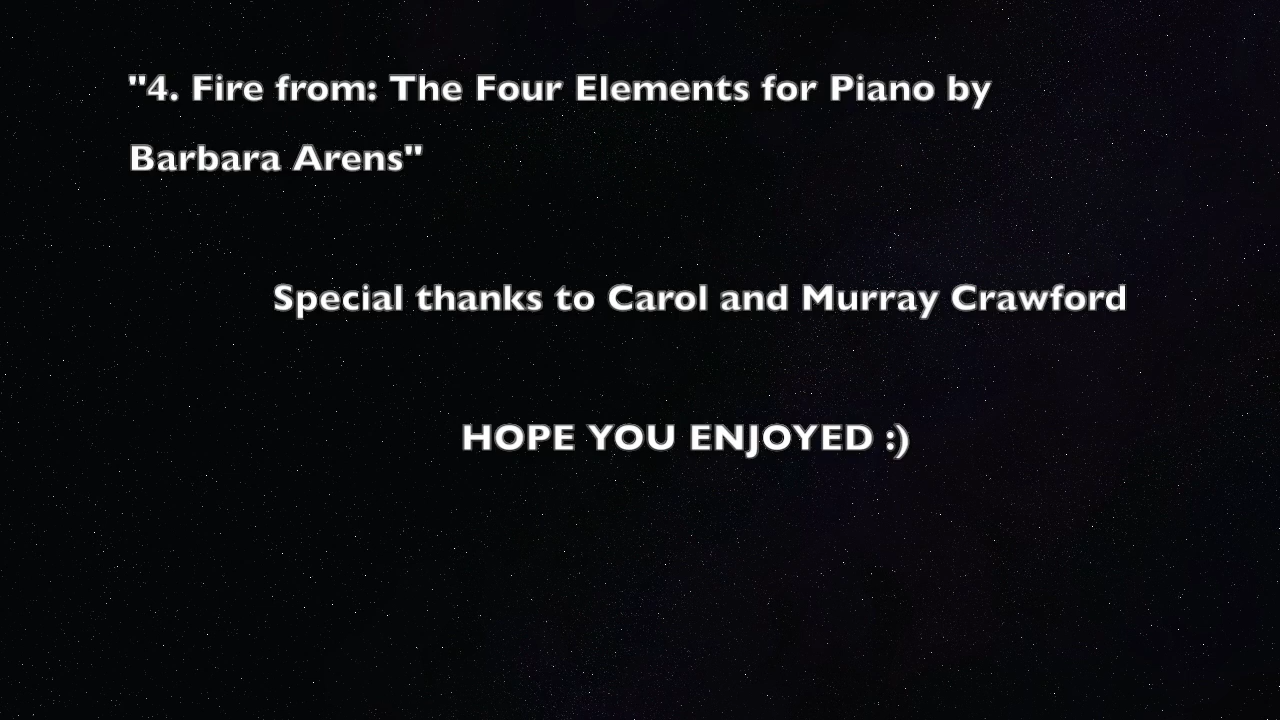 "4. Fire from: The Four Elements for Piano by
Barbara Arens"
Special thanks to Carol and Murray Crawford
HOPE YOU ENJOYED :)